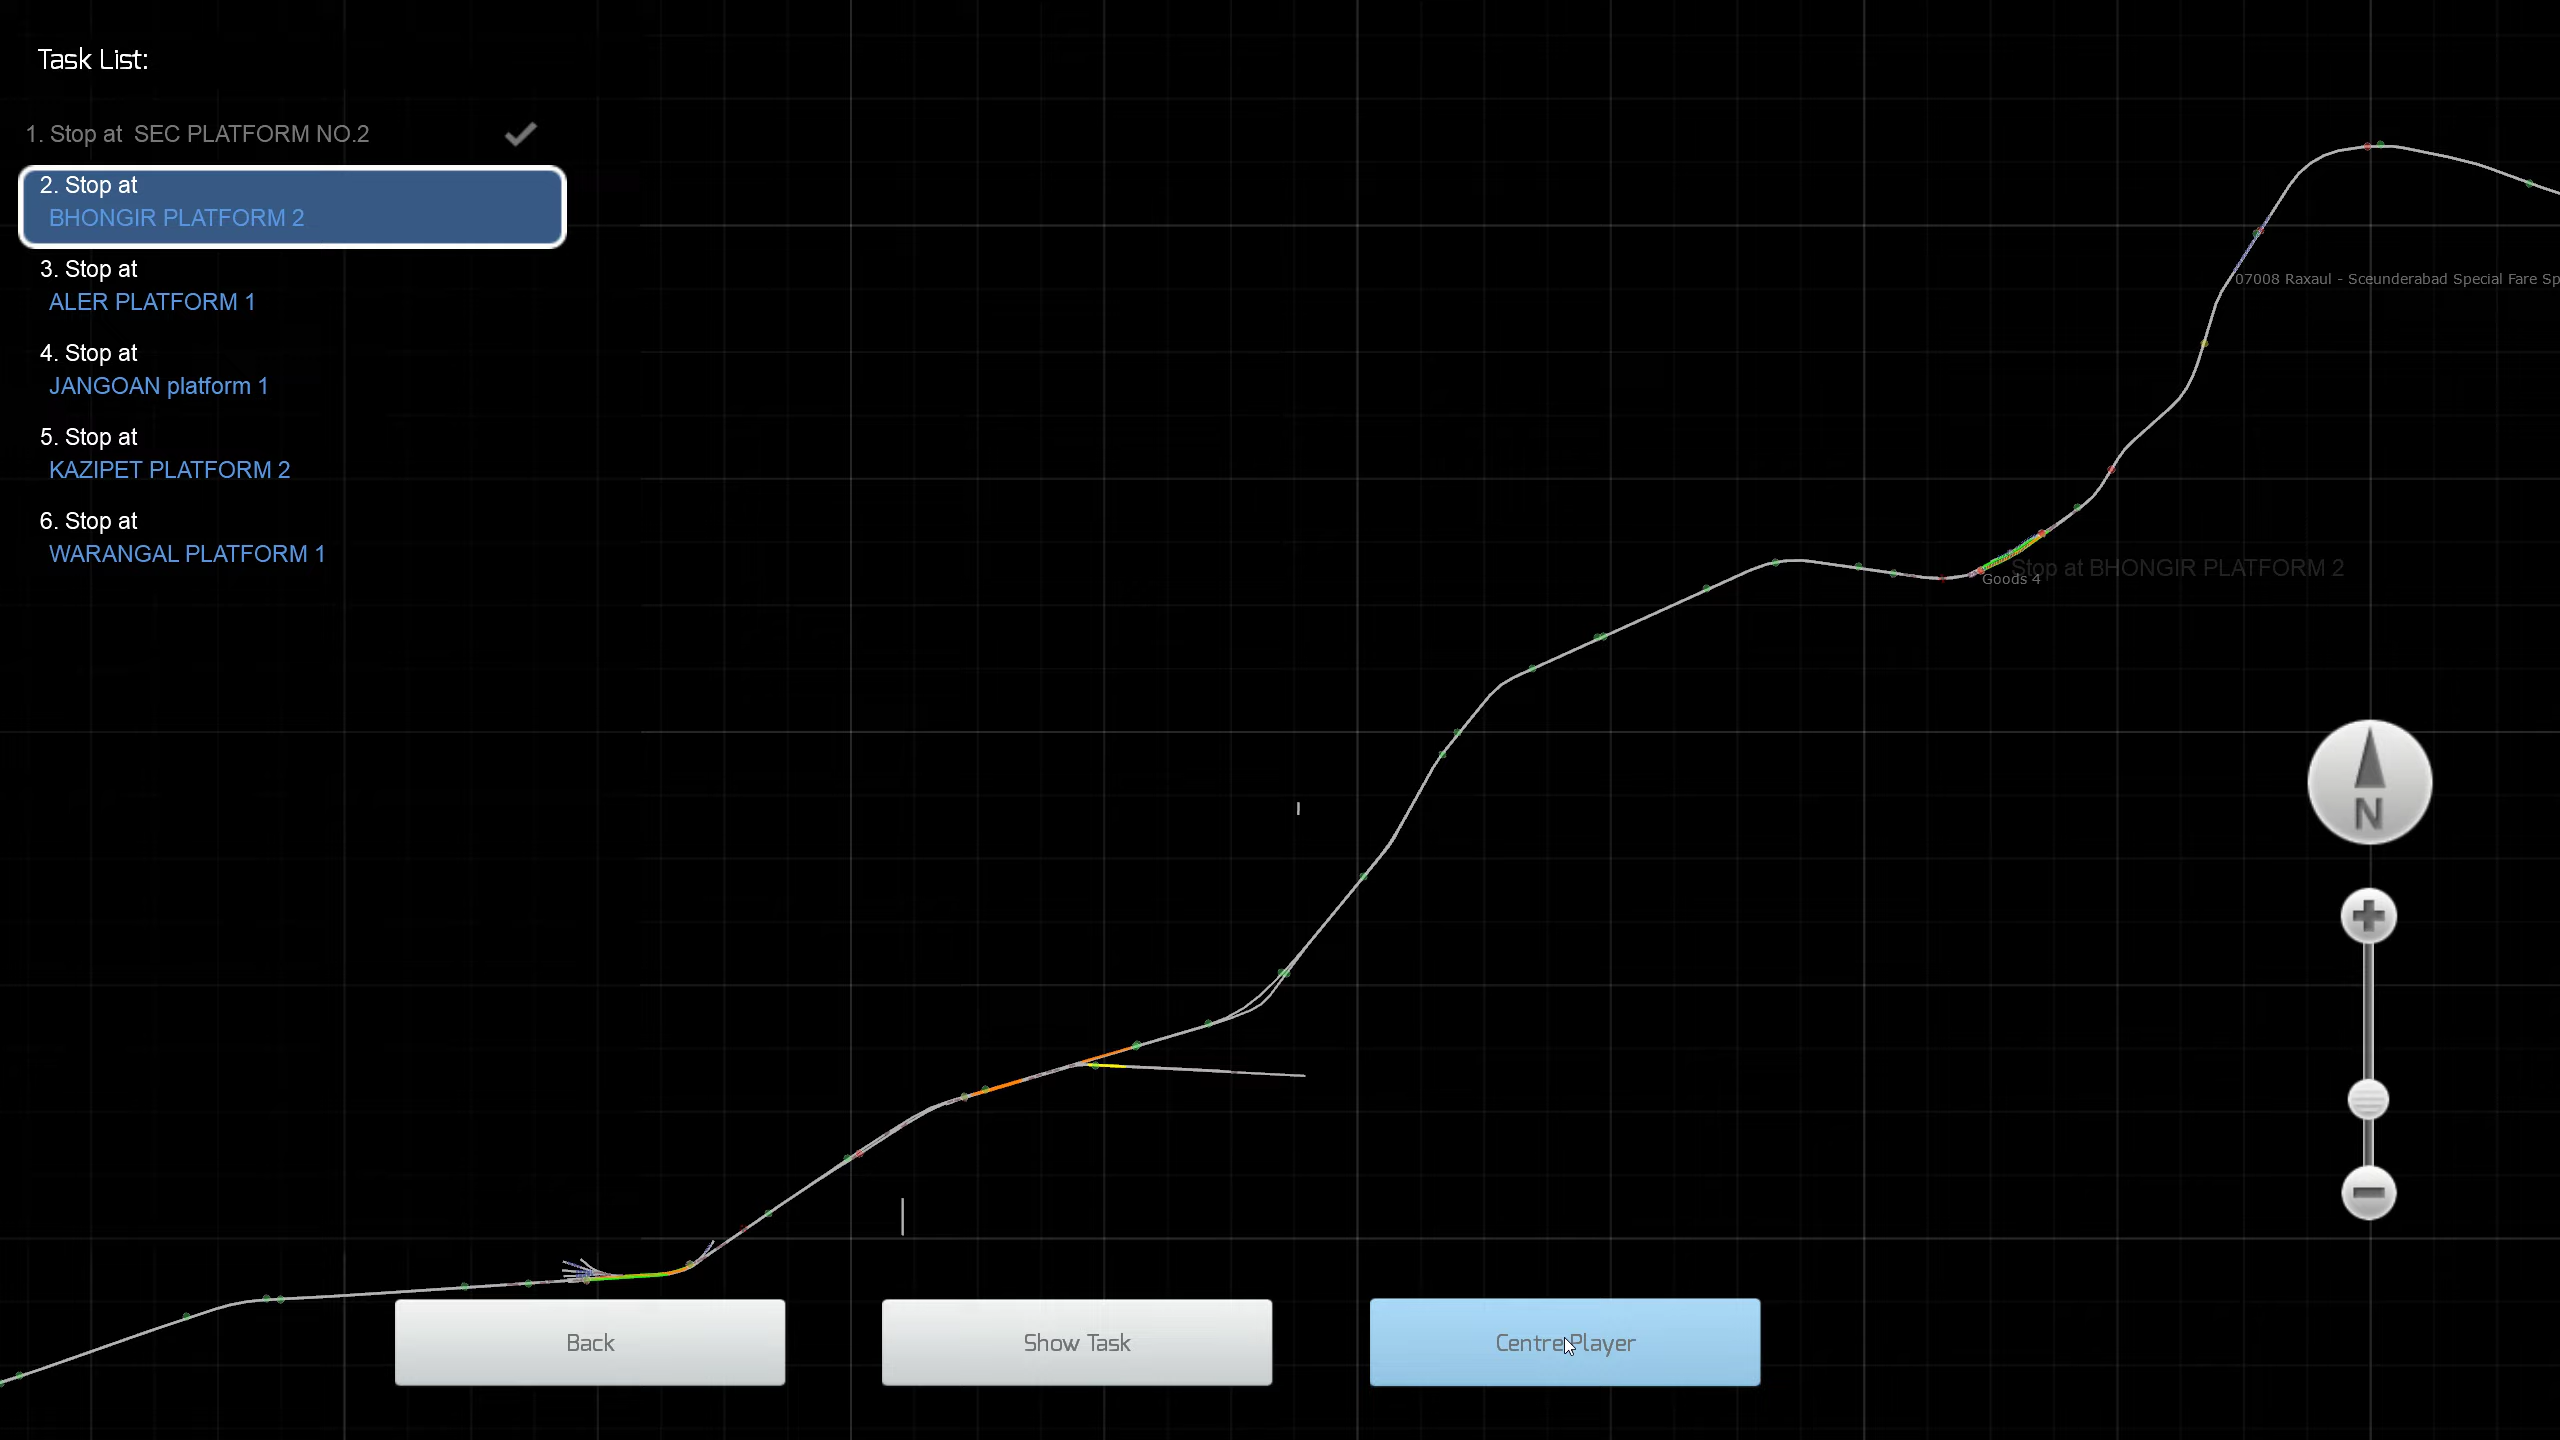 Task List:
1. Stop at  SEC PLATFORM NO.2
2. Stop at
BHONGIR PLATFORM 2
3. Stop at
ALER PLATFORM 1
4. Stop at
JANGOAN platform 1
5. Stop at
KAZIPET PLATFORM 2
6. Stop at
WARANGAL PLATFORM 1
07008 Raxaul - Sceunderabad Special Fare Sp
Stop at BHONGIR PLATFORM 2
Goods 4
N
Back
Show Task
Centre Player